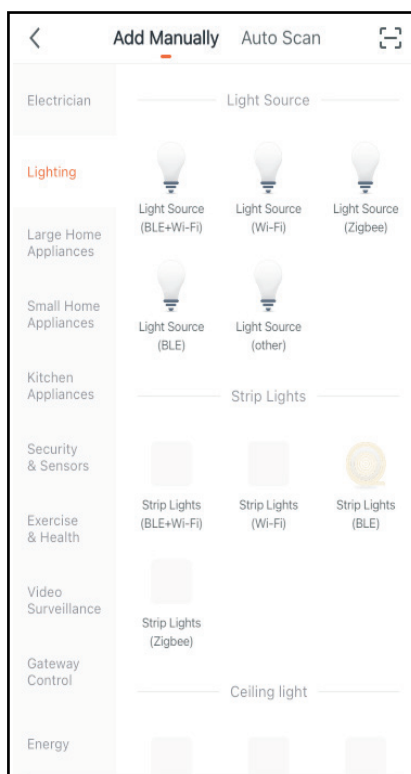 Add Manually Auto Scan
Electrician
Lighting
Large Home
Appliances
Small Home
Appliances
Kitchen
Appliances
Security
& Sensors
Exercise
& Health
Video
Surveillance
Gateway
Control
Energy
Light Source
Light Source Light Source Light Source
(BLE+Wi-Fi) (Wi-Fi) (Zigbee)
Light Source Light Source
(BLE) (other)
Strip Lights
Strip Lights Strip Lights Strip Lights
(BLE+Wi-Fi) (Wi-Fi) (BLE)
Strip Lights
(Zigbee)
Ceiling light